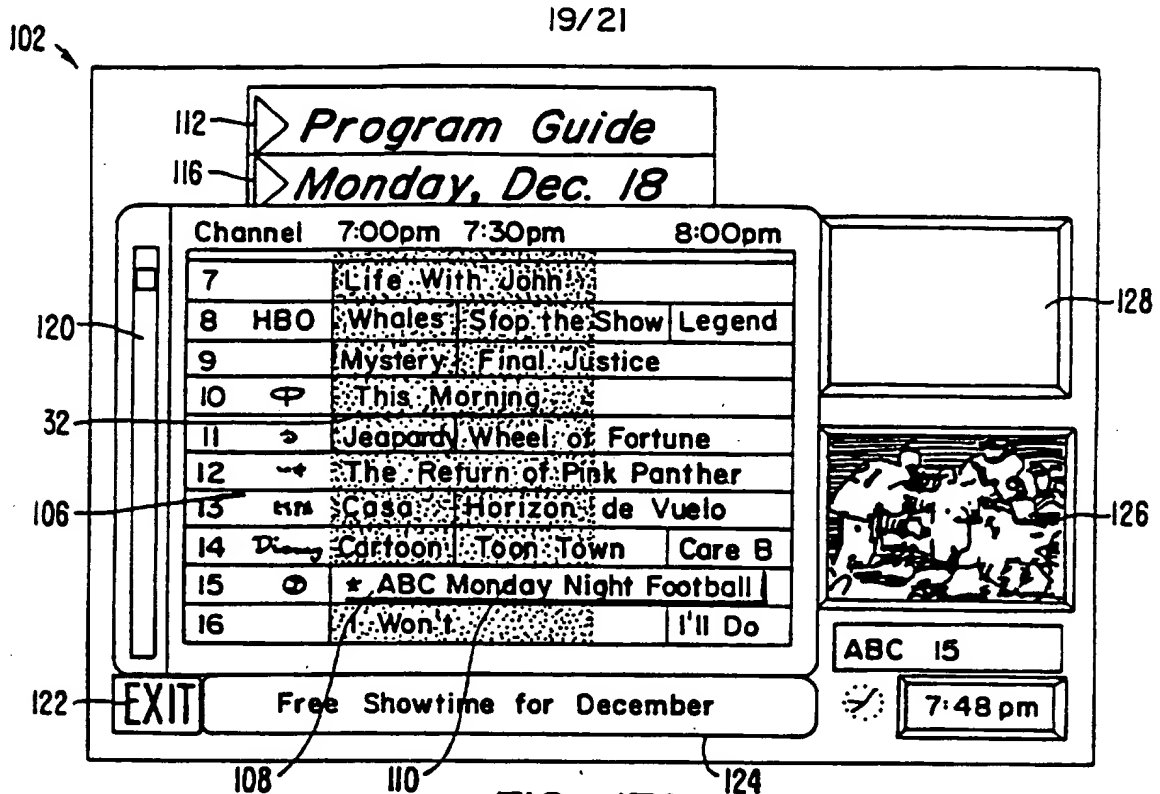 19/21
102
112 Program Guide
116 Monday, Dec. 18
Channel 7:00pm 7:30pm 8:00pm
7 Life With John
120
8 HBO Whales Stop the Show Legend
128
9 Mystery Final Justice
10 This Morning
32
11 Jeapardy Wheel of Fortune
12 The Return of Pink Panther
106
13 Casa Horizon de Vuelo
126
14 Disney Cartoon Toon Town Care B
15 * ABC Monday Night Football
16 I Won't I'll Do
ABC 15
122 EXIT Free Showtime for December
7:48 pm
108 110 124